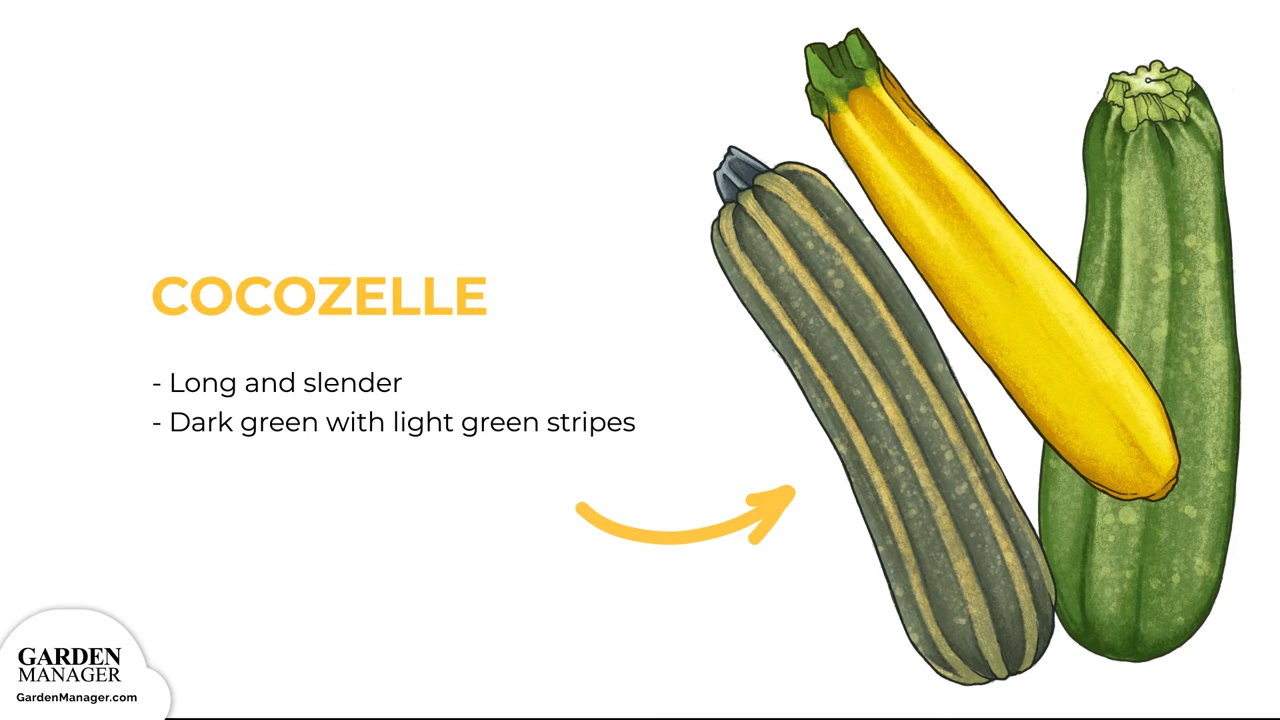 COCOZELLE
- Long and slender
- Dark green with light green stripes
GARDEN
MANAGER
GardenManager.com